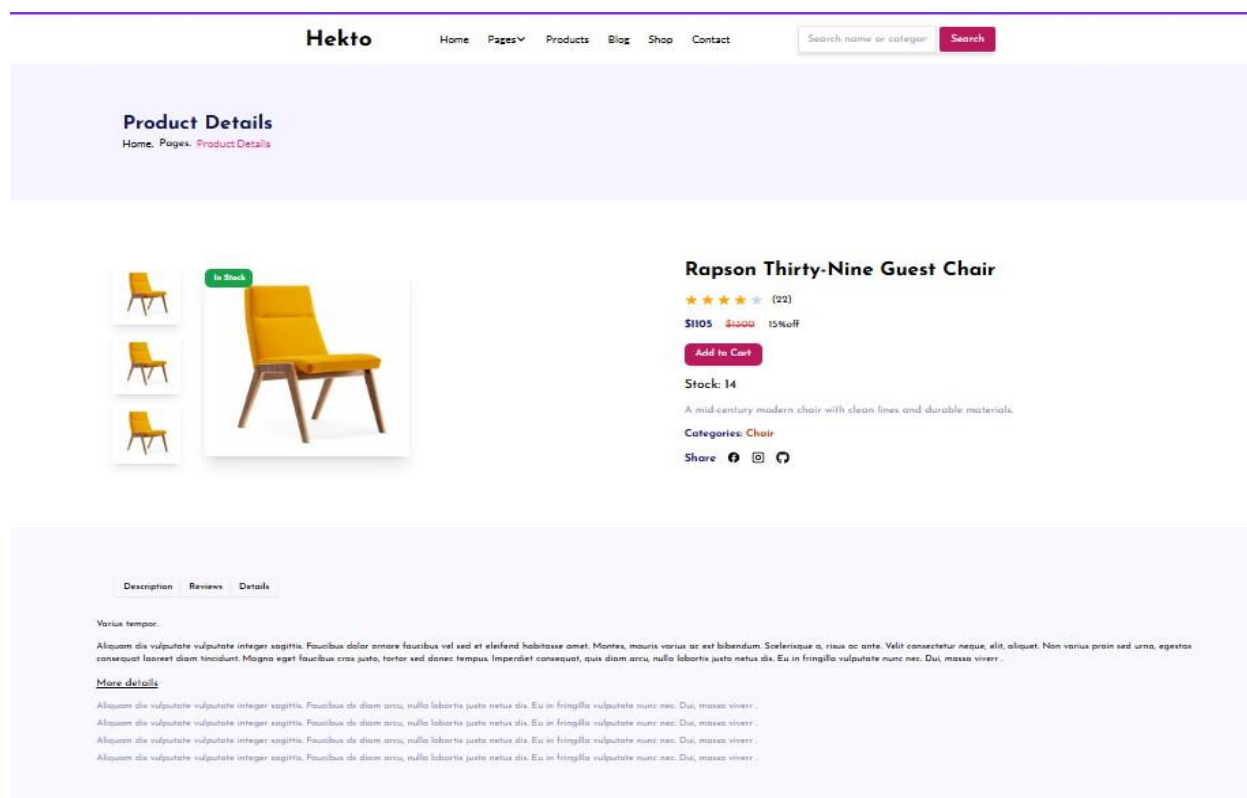 Hekto
Home Pages Products Blog Shop Contact
Search name or categor
Search
Product Details
Home. Pages. Product Details
In Stock
Rapson Thirty-Nine Guest Chair
(22)
$1105 $1300 15%off
Add to Cart
Stock: 14
A mid-century modern chair with clean lines and durable materials.
Categories: Chair
Share
Description Reviews Details
Varius tempor.
Aliquam dis vulputate vulputate integer sagittis. Faucibus dolor ornare faucibus vel sed et eleifend habitasse amet. Montes, mauris varius ac est bibendum. Scelerisque a, risus ac ante. Velit consectetur neque, elit, aliquet. Non varius proin sed urna, egestas
consequat laoreet diam tincidunt. Magna eget faucibus cras justo, tortor sed donec tempus. Imperdiet consequat, quis diam arcu, nulla lobortis justo netus dis. Eu in fringilla vulputate nunc nec. Dui, massa viverr .
More details
Aliquam dis vulputate vulputate integer sagittis. Faucibus ds diam arcu, nulla lobortis justo netus dis. Eu in fringilla vulputate nunc nec. Dui, massa viverr .
Aliquam dis vulputate vulputate integer sagittis. Faucibus ds diam arcu, nulla lobortis justo netus dis. Eu in fringilla vulputate nunc nec. Dui, massa viverr .
Aliquam dis vulputate vulputate integer sagittis. Faucibus ds diam arcu, nulla lobortis justo netus dis. Eu in fringilla vulputate nunc nec. Dui, massa viverr .
Aliquam dis vulputate vulputate integer sagittis. Faucibus ds diam arcu, nulla lobortis justo netus dis. Eu in fringilla vulputate nunc nec. Dui, massa viverr .